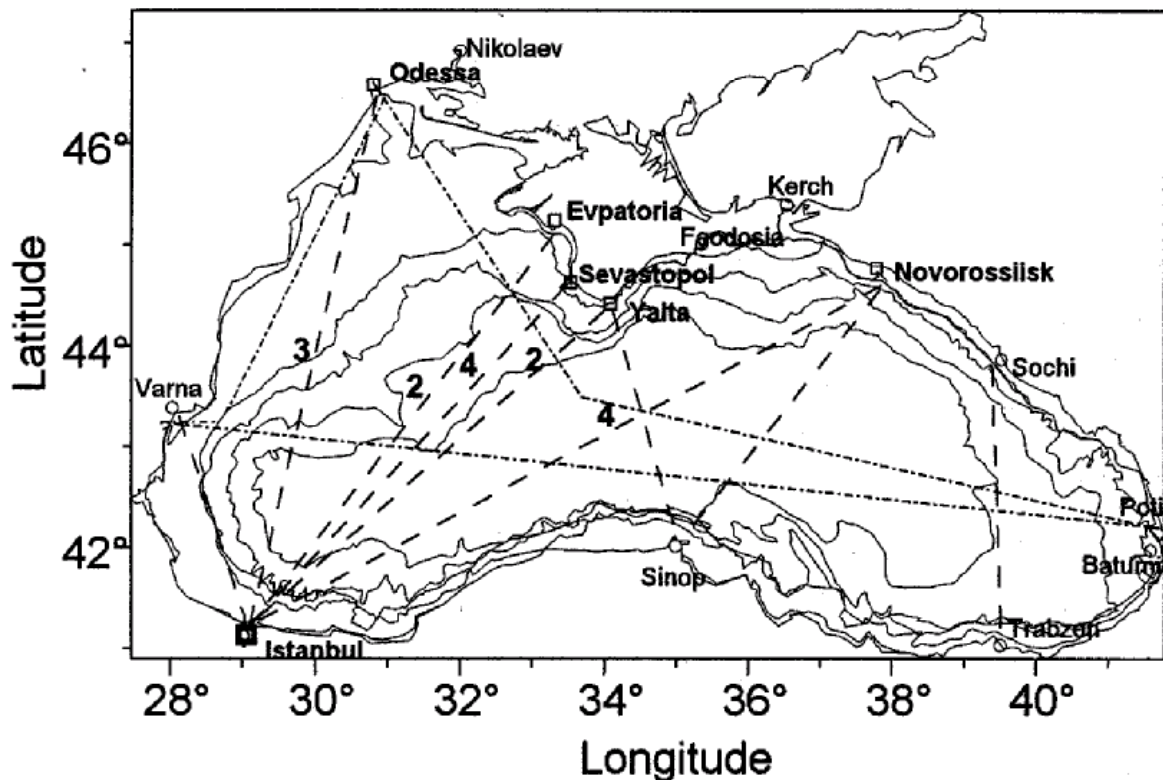 Nikolaev
Odessa
46°
Kerch
Evpatoria
Feodosia
Sevastopol
Novorossiisk
Yalta
Latitude
44°
3
2
4
2
Sochi
Varna
4
42°
Poti
Sinop
Batumi
Trabzon
Istanbul
28° 30° 32° 34° 36° 38° 40°
Longitude